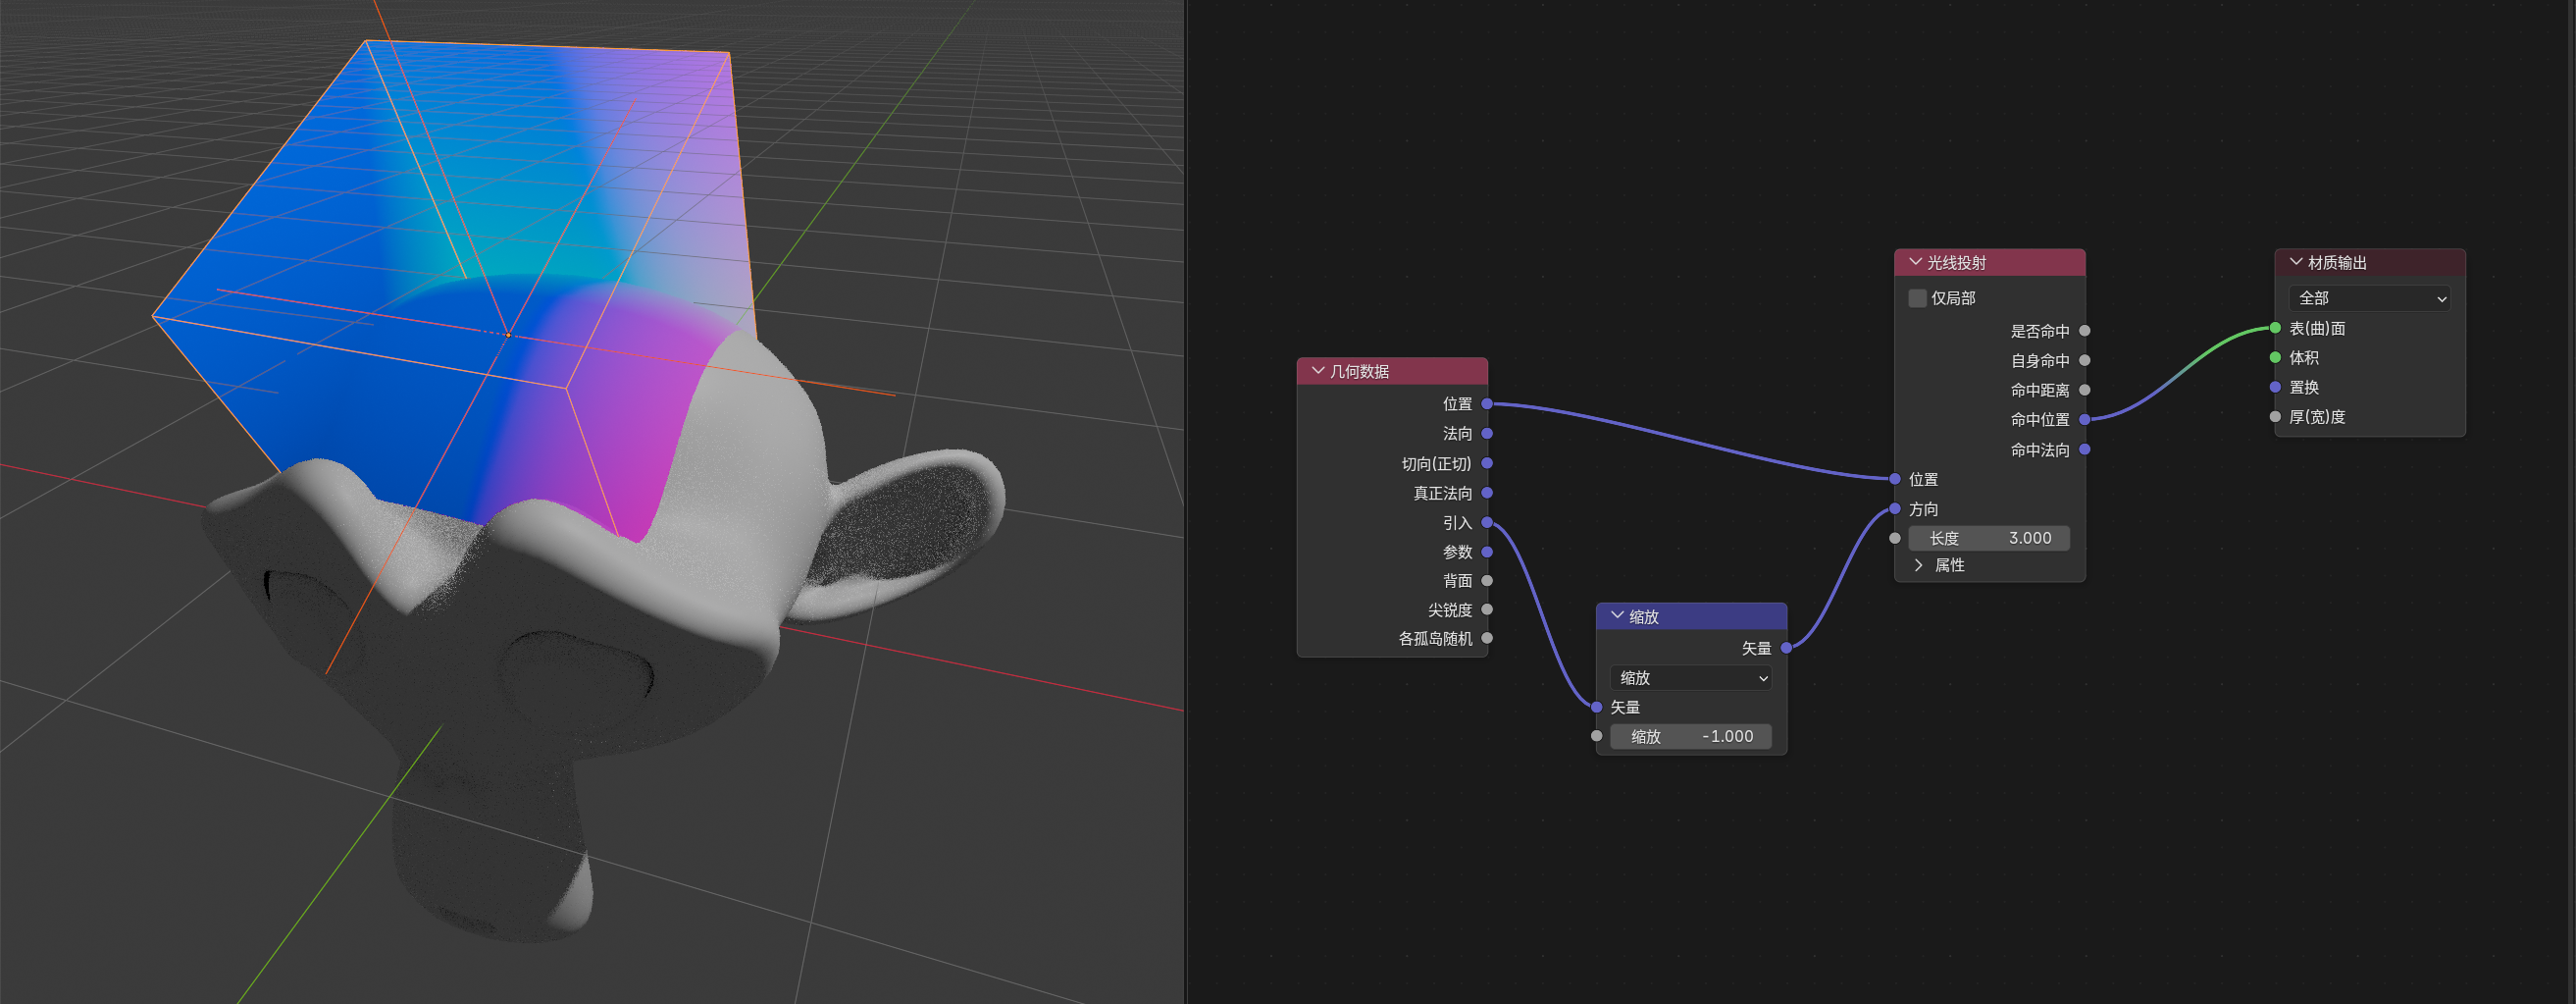 几何数据
位置
法向
切向(正切)
真正法向
引入
参数
背面
尖锐度
各孤岛随机
缩放
矢量
缩放
矢量
缩放 -1.000
光线投射
仅局部
是否命中
自身命中
命中距离
命中位置
命中法向
位置
方向
长度 3.000
属性
材质输出
全部
表(曲)面
体积
置换
厚(宽)度